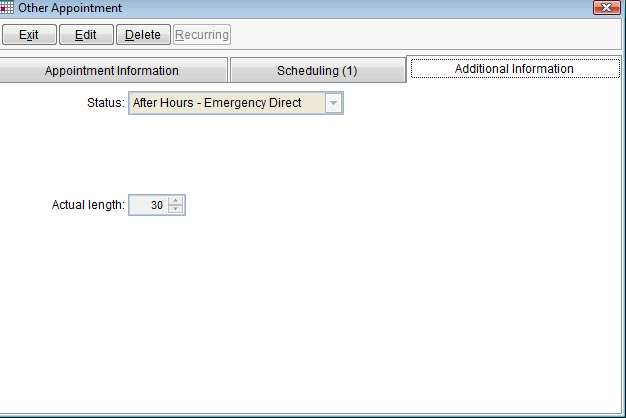 Other Appointment
Exit Edit Delete Recurring
Appointment Information Scheduling (1) Additional Information
Status: After Hours - Emergency Direct
Actual length: 30